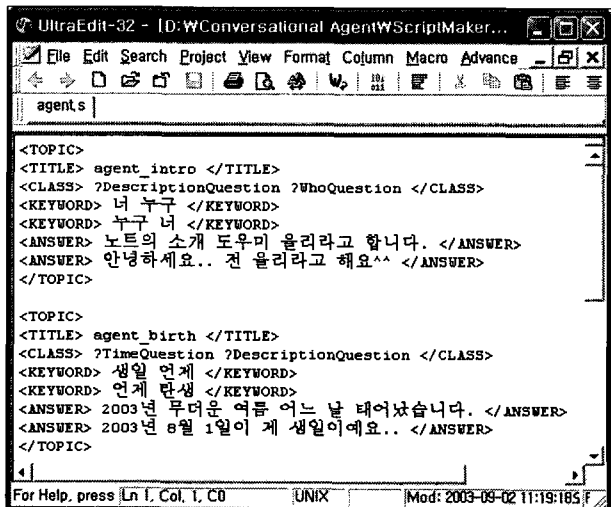 UltraEdit-32 - [D:₩Conversational Agent₩ScriptMaker...
File Edit Search Project View Format Column Macro Advance
agent.s
<TOPIC>
<TITLE> agent_intro </TITLE>
<CLASS> ?DescriptionQuestion ?WhoQuestion </CLASS>
<KEYWORD> 너 누구 </KEYWORD>
<KEYWORD> 누구 너 </KEYWORD>
<ANSWER> 노트의 소개 도우미 율리라고 합니다. </ANSWER>
<ANSWER> 안녕하세요.. 전 율리라고 해요^^ </ANSWER>
</TOPIC>
<TOPIC>
<TITLE> agent_birth </TITLE>
<CLASS> ?TimeQuestion ?DescriptionQuestion </CLASS>
<KEYWORD> 생일 언제 </KEYWORD>
<KEYWORD> 언제 탄생 </KEYWORD>
<ANSWER> 2003년 무더운 여름 어느 날 태어났습니다. </ANSWER>
<ANSWER> 2003년 8월 1일이 제 생일이예요.. </ANSWER>
</TOPIC>
For Help, press Ln 1, Col. 1, C0 UNIX Mod: 2003-09-02 11:19:18 F